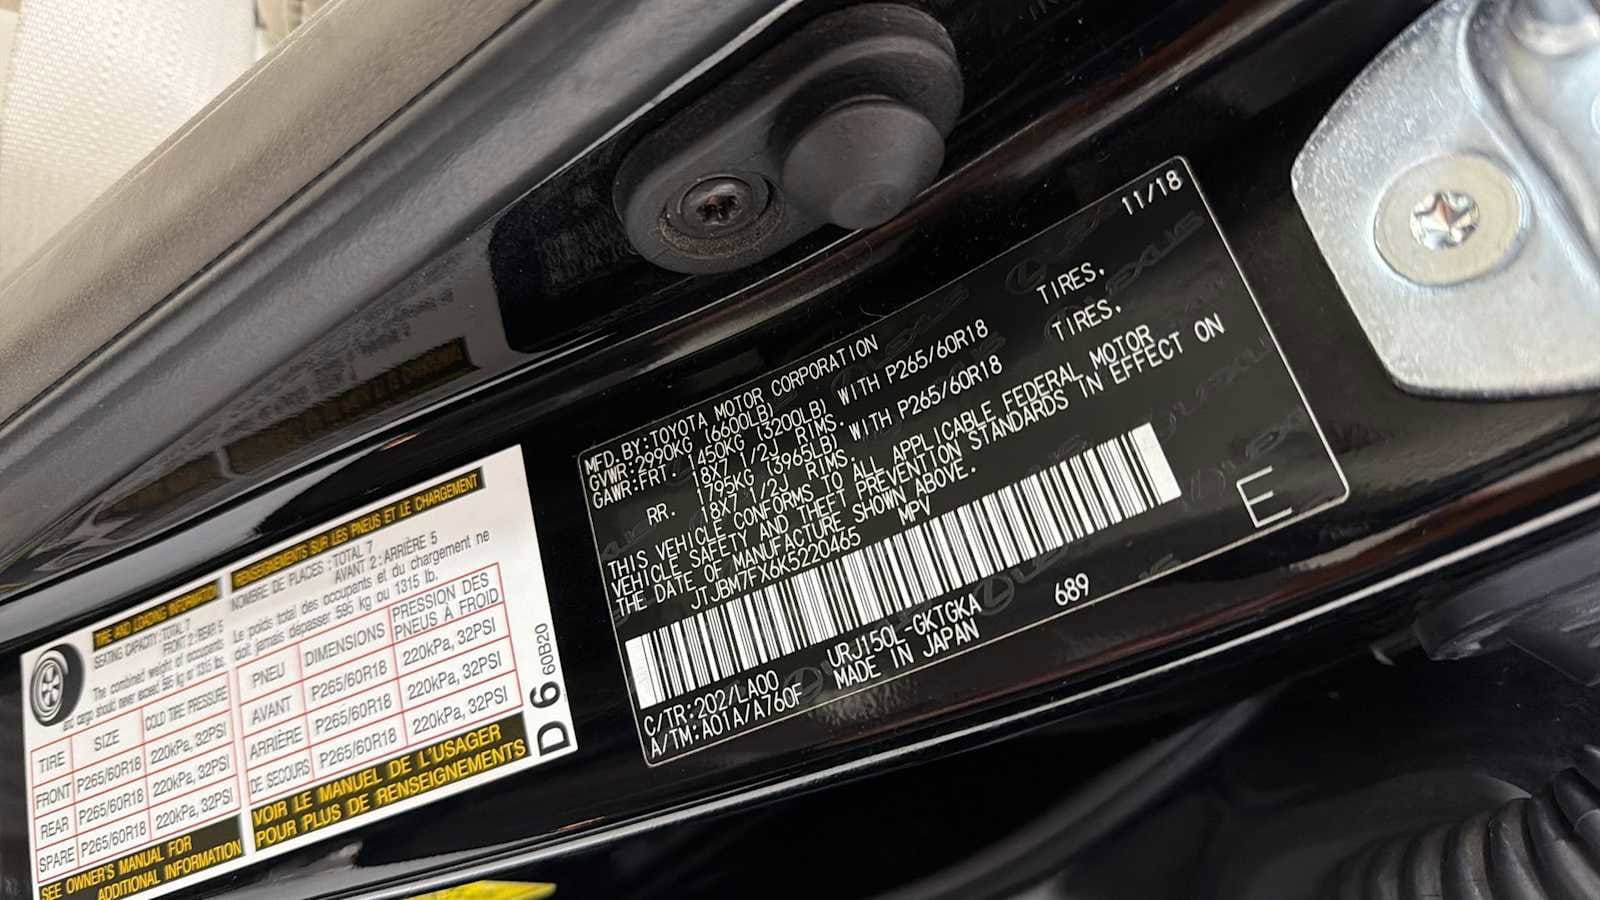 11/18
MFD. BY: TOYOTA MOTOR CORPORATION
GVWR: 2990KG (6600LB)
GAWR: FRT. 1450KG (3200LB) WITH P265/60R18 TIRES,
18X7 1/2J RIMS.
RR. 1795KG (3965LB) WITH P265/60R18 TIRES,
18X7 1/2J RIMS.
THIS VEHICLE CONFORMS TO ALL APPLICABLE FEDERAL MOTOR
VEHICLE SAFETY AND THEFT PREVENTION STANDARDS IN EFFECT ON
THE DATE OF MANUFACTURE SHOWN ABOVE.
JTJBM7FX6K5220465 MPV
E
C/TR: 202/LA00 URJ150L-GKTGKA 689
A/TM: A01A/A760F MADE IN JAPAN
TIRE AND LOADING INFORMATION
SEATING CAPACITY: TOTAL 7
FRONT 2: REAR 5
The combined weight of occupants
and cargo should never exceed 595 kg or 1315 lbs.
TIRE SIZE COLD TIRE PRESSURE
FRONT P265/60R18 220kPa, 32PSI
REAR P265/60R18 220kPa, 32PSI
SPARE P265/60R18 220kPa, 32PSI
SEE OWNER'S MANUAL FOR
ADDITIONAL INFORMATION
RENSEIGNEMENTS SUR LES PNEUS ET LE CHARGEMENT
NOMBRE DE PLACES: TOTAL 7
AVANT 2: ARRIÈRE 5
Le poids total des occupants et du chargement ne
doit jamais dépasser 595 kg ou 1315 lb.
PNEU DIMENSIONS PRESSION DES PNEUS À FROID
AVANT P265/60R18 220kPa, 32PSI
ARRIÈRE P265/60R18 220kPa, 32PSI
DE SECOURS P265/60R18 220kPa, 32PSI
VOIR LE MANUEL DE L'USAGER
POUR PLUS DE RENSEIGNEMENTS
D6 60B20